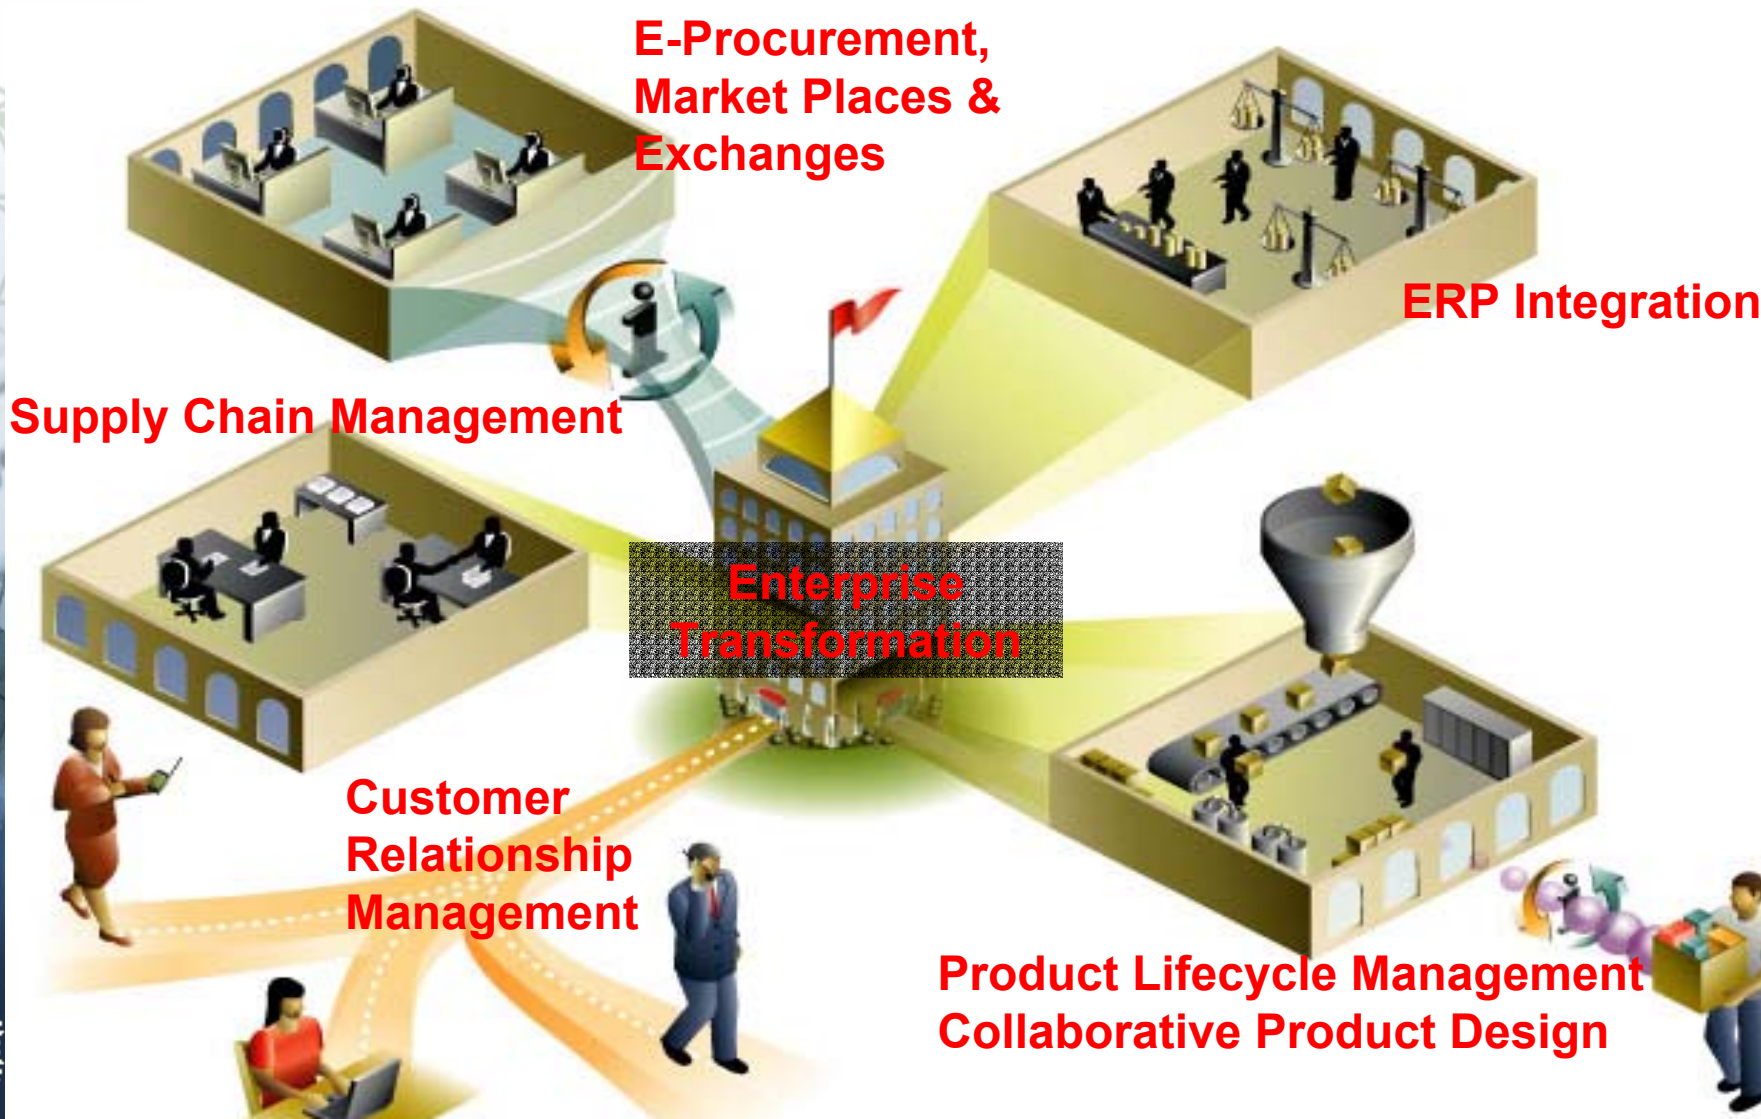 E-Procurement,
Market Places &
Exchanges
ERP Integration
Supply Chain Management
Enterprise
Transformation
Customer
Relationship
Management
Product Lifecycle Management
Collaborative Product Design